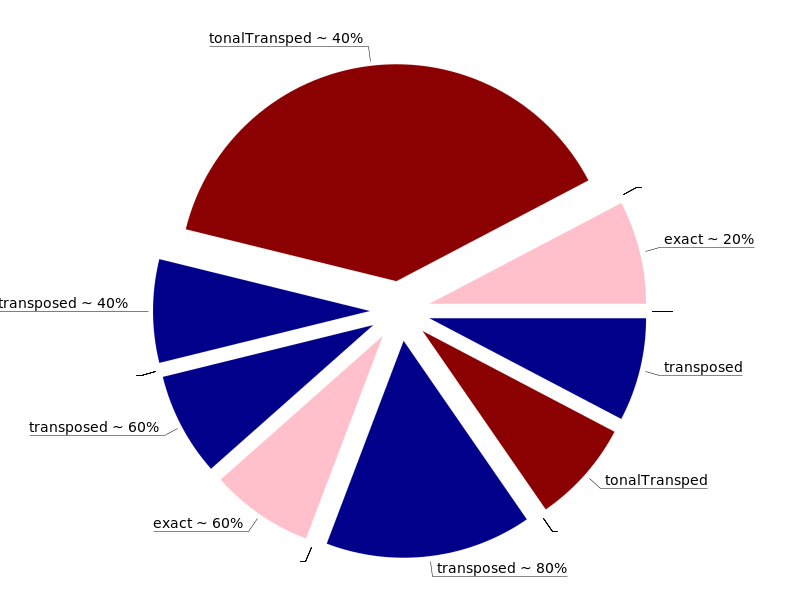 tonalTransped ~ 40%
exact ~ 20%
transposed ~ 40%
transposed
transposed ~ 60%
tonalTransped
exact ~ 60%
transposed ~ 80%